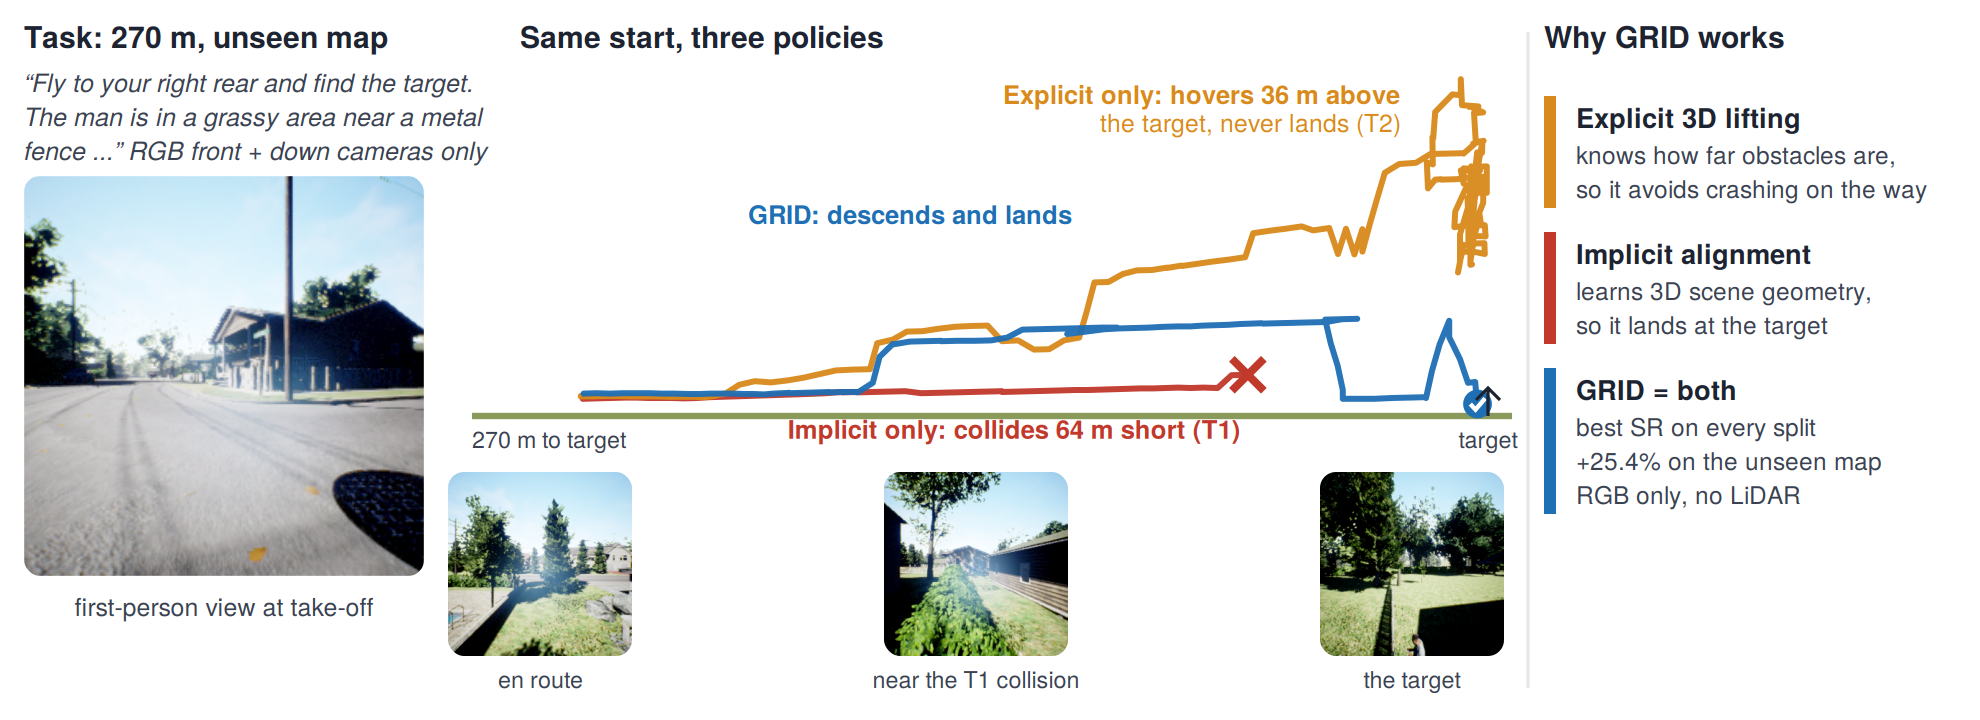 Task: 270 m, unseen map
“Fly to your right rear and find the target.
The man is in a grassy area near a metal
fence ...” RGB front + down cameras only
first-person view at take-off
Same start, three policies
Explicit only: hovers 36 m above
the target, never lands (T2)
GRID: descends and lands
Implicit only: collides 64 m short (T1)
270 m to target
target
en route
near the T1 collision
the target
Why GRID works
Explicit 3D lifting
knows how far obstacles are,
so it avoids crashing on the way
Implicit alignment
learns 3D scene geometry,
so it lands at the target
GRID = both
best SR on every split
+25.4% on the unseen map
RGB only, no LiDAR